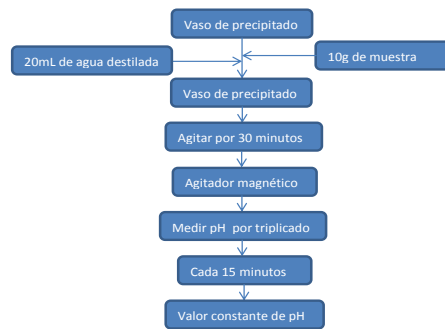 Vaso de precipitado
20mL de agua destilada
10g de muestra
Vaso de precipitado
Agitar por 30 minutos
Agitador magnético
Medir pH por triplicado
Cada 15 minutos
Valor constante de pH